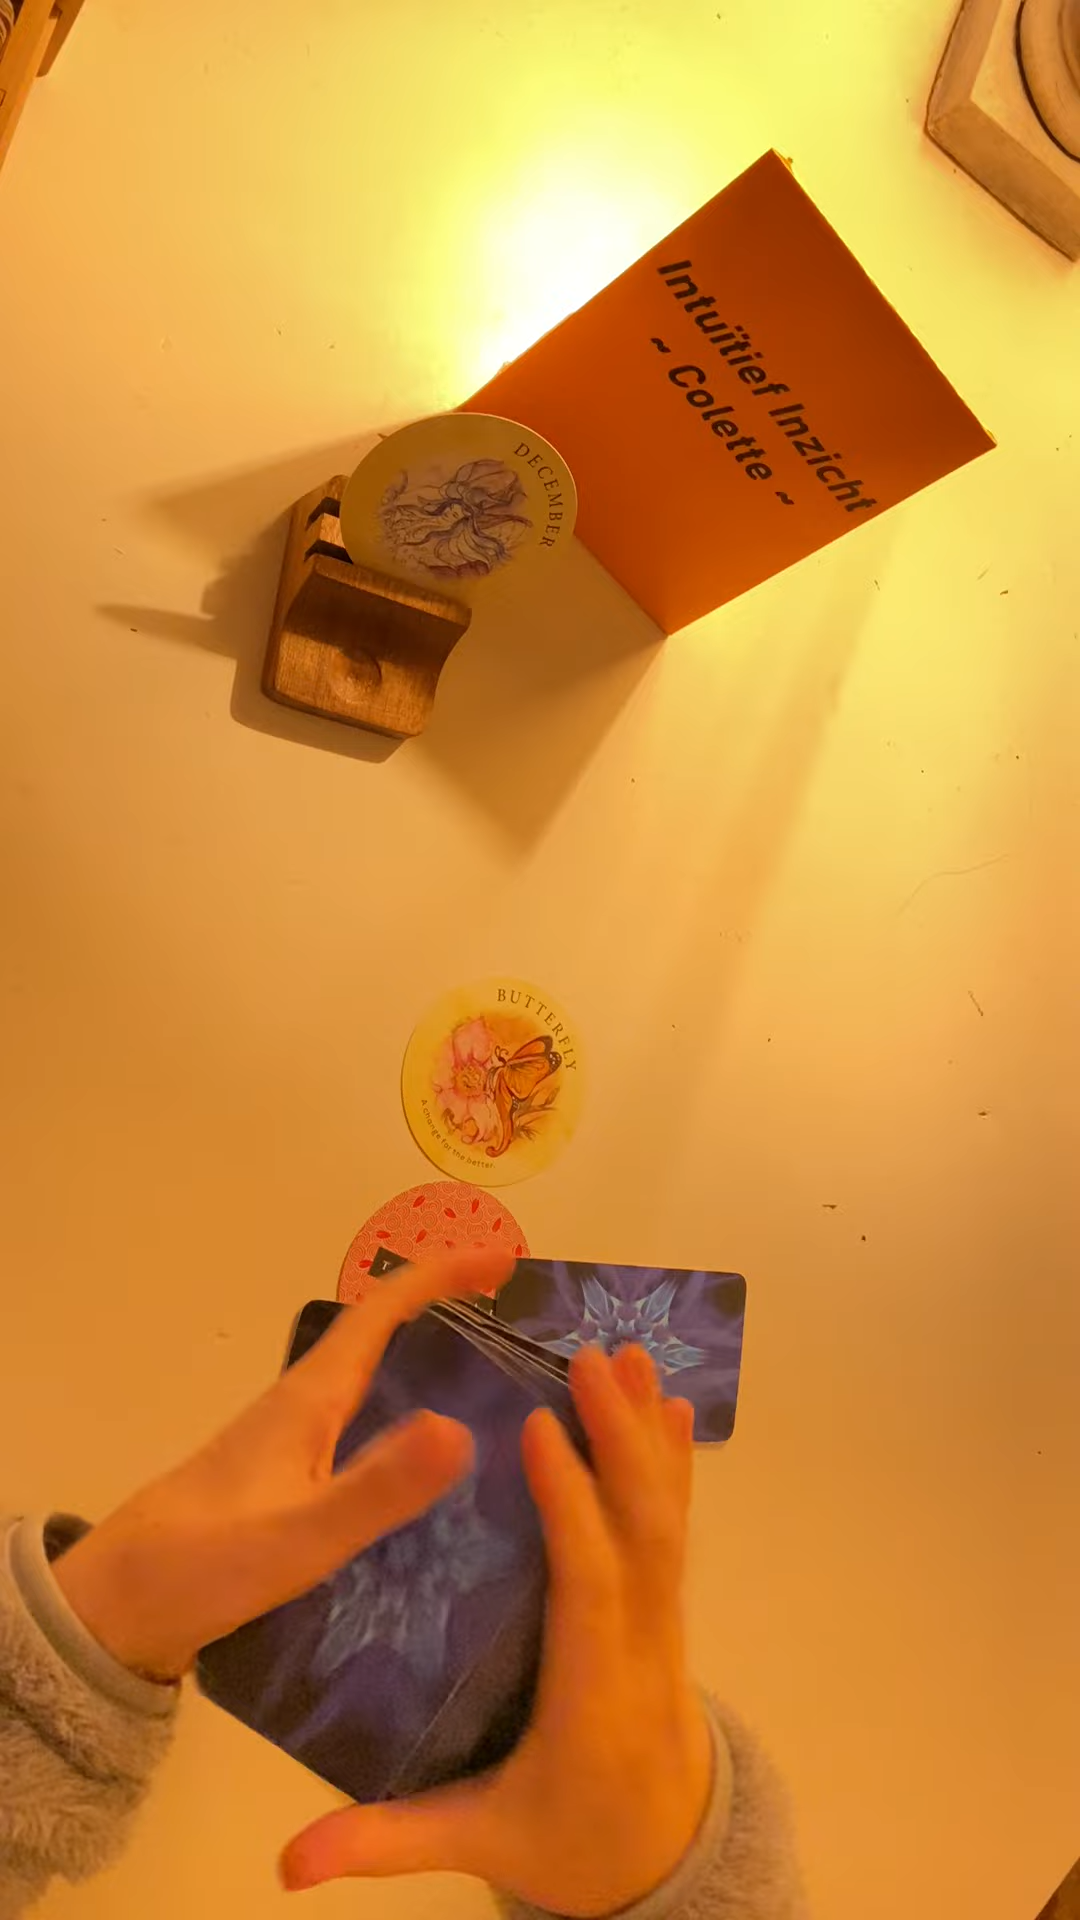 Intuïtief Inzicht
~ Colette ~
DECEMBER
BUTTERFLY
A change for the better.